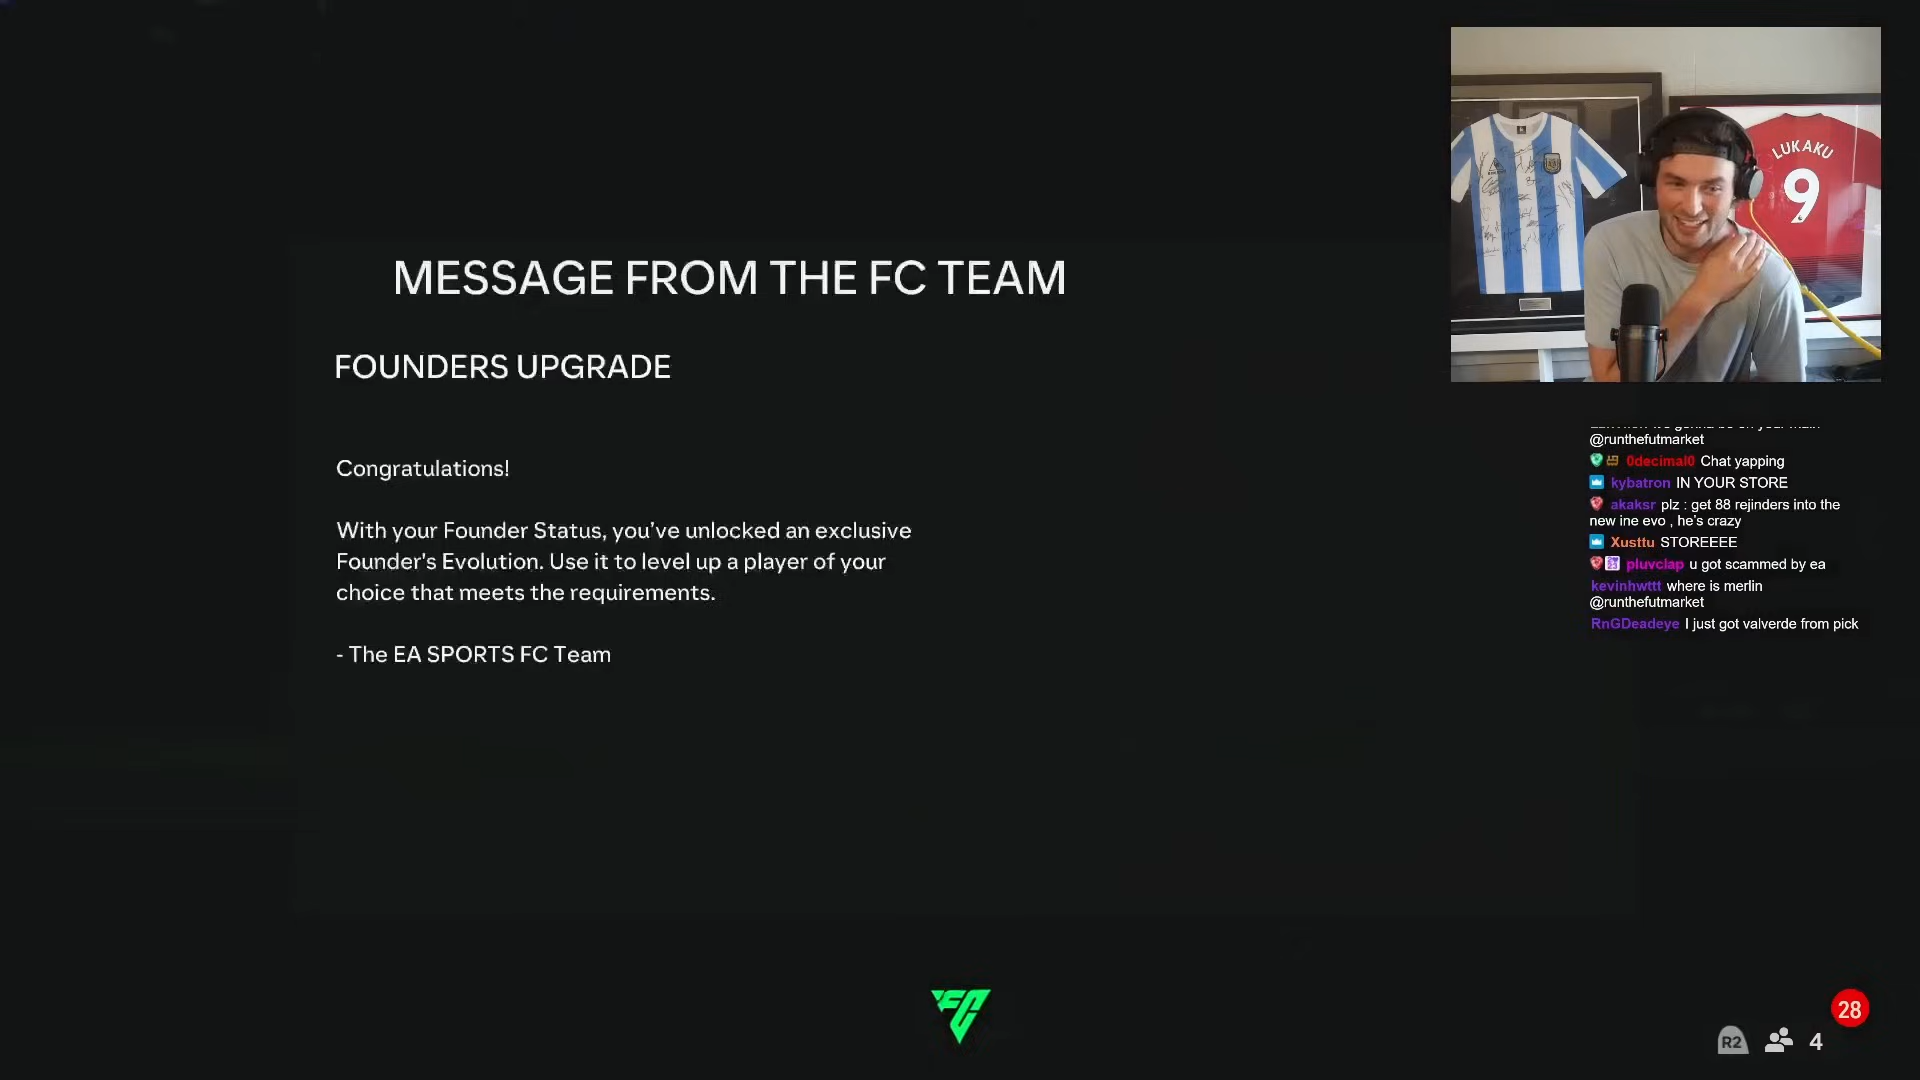 MESSAGE FROM THE FC TEAM
FOUNDERS UPGRADE
Congratulations!
With your Founder Status, you've unlocked an exclusive
Founder's Evolution. Use it to level up a player of your
choice that meets the requirements.
- The EA SPORTS FC Team
LUKAKU
9
@runthefutmarket
0decimal0 Chat yapping
kybatron IN YOUR STORE
akaksr plz : get 88 rejinders into the
new ine evo , he's crazy
Xusttu STOREEEE
pluvclap u got scammed by ea
kevinhwttt where is merlin
@runthefutmarket
RnGDeadeye I just got valverde from pick
FC
28
R2
4